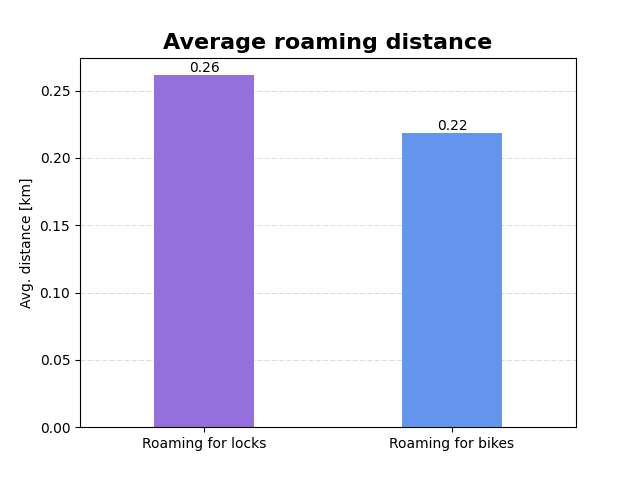 Average roaming distance
0.26
0.22
0.25
0.20
0.15
0.10
0.05
0.00
Avg. distance [km]
Roaming for locks
Roaming for bikes